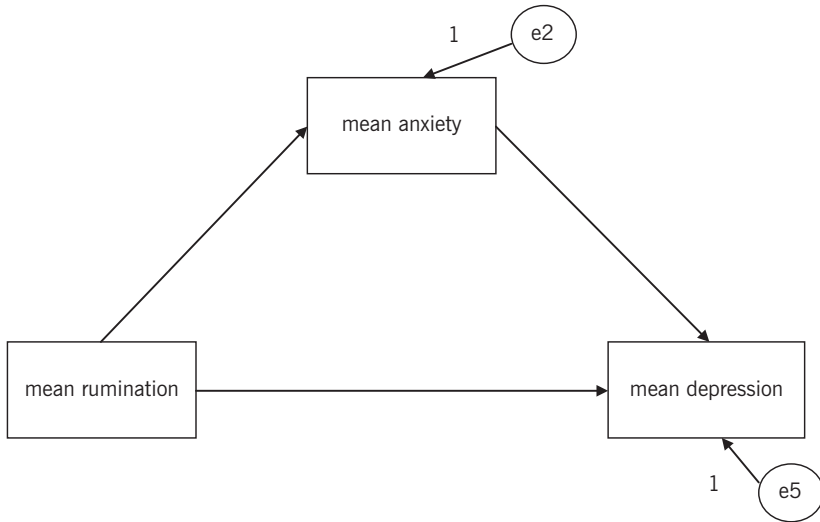 1
e2
mean anxiety
mean rumination
mean depression
1
e5